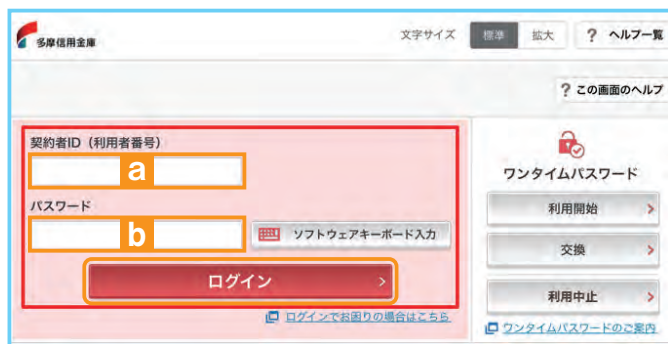 多摩信用金庫
文字サイズ 標準 拡大 ? ヘルプ一覧
? この画面のヘルプ
契約者ID（利用者番号）
a
パスワード
b
ソフトウェアキーボード入力
ログイン
ログインでお困りの場合はこちら
ワンタイムパスワード
利用開始
交換
利用中止
ワンタイムパスワードのご案内